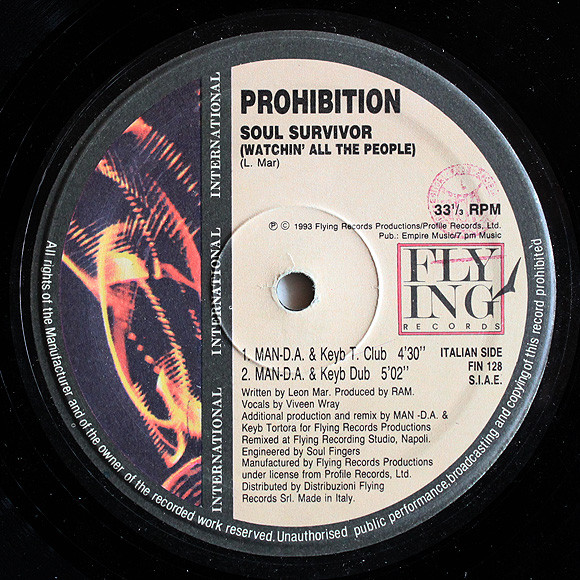 PROHIBITION
SOUL SURVIVOR
(WATCHIN' ALL THE PEOPLE)
(L. Mar)
33⅓ RPM
Ⓟ © 1993 Flying Records Productions/Profile Records, Ltd.
Pub.: Empire Music/7 pm Music
FLY
ING
RECORDS
1. MAN-D.A. & Keyb T. Club 4'30''
2. MAN-D.A. & Keyb Dub 5'02''
ITALIAN SIDE
FIN 128
S.I.A.E.
Written by Leon Mar. Produced by RAM.
Vocals by Viveen Wray
Additional production and remix by MAN -D.A. &
Keyb Tortora for Flying Records Productions
Remixed at Flying Recording Studio, Napoli.
Engineered by Soul Fingers
Manufactured by Flying Records Productions
under license from Profile Records, Ltd.
Distributed by Distribuzioni Flying
Records Srl. Made in Italy.
INTERNATIONAL
INTERNATIONAL
INTERNATIONAL
All rights of the Manufacturer and of the owner of the recorded work reserved. Unauthorised public performance, broadcasting and copying of this record prohibited